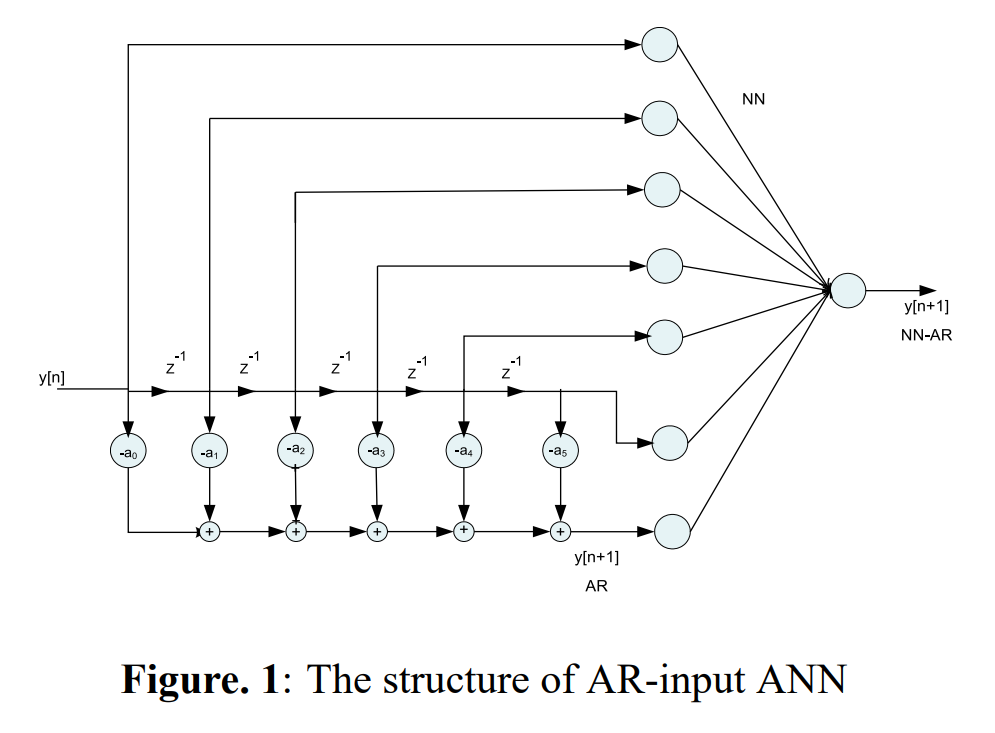 NN
y[n+1]
NN-AR
y[n]
z-1
z-1
z-1
z-1
z-1
-a0
-a1
-a2
-a3
-a4
-a5
+
+
+
+
+
y[n+1]
AR
Figure. 1: The structure of AR-input ANN